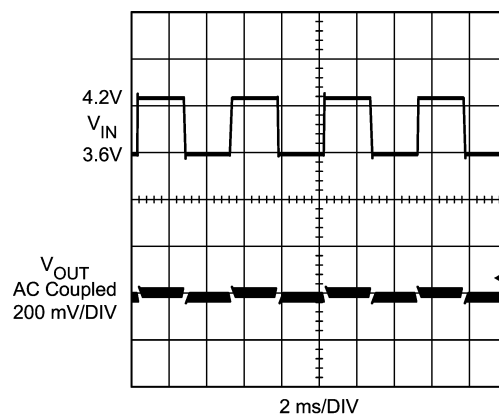 4.2V
V_IN
3.6V
V_OUT
AC Coupled
200 mV/DIV
2 ms/DIV